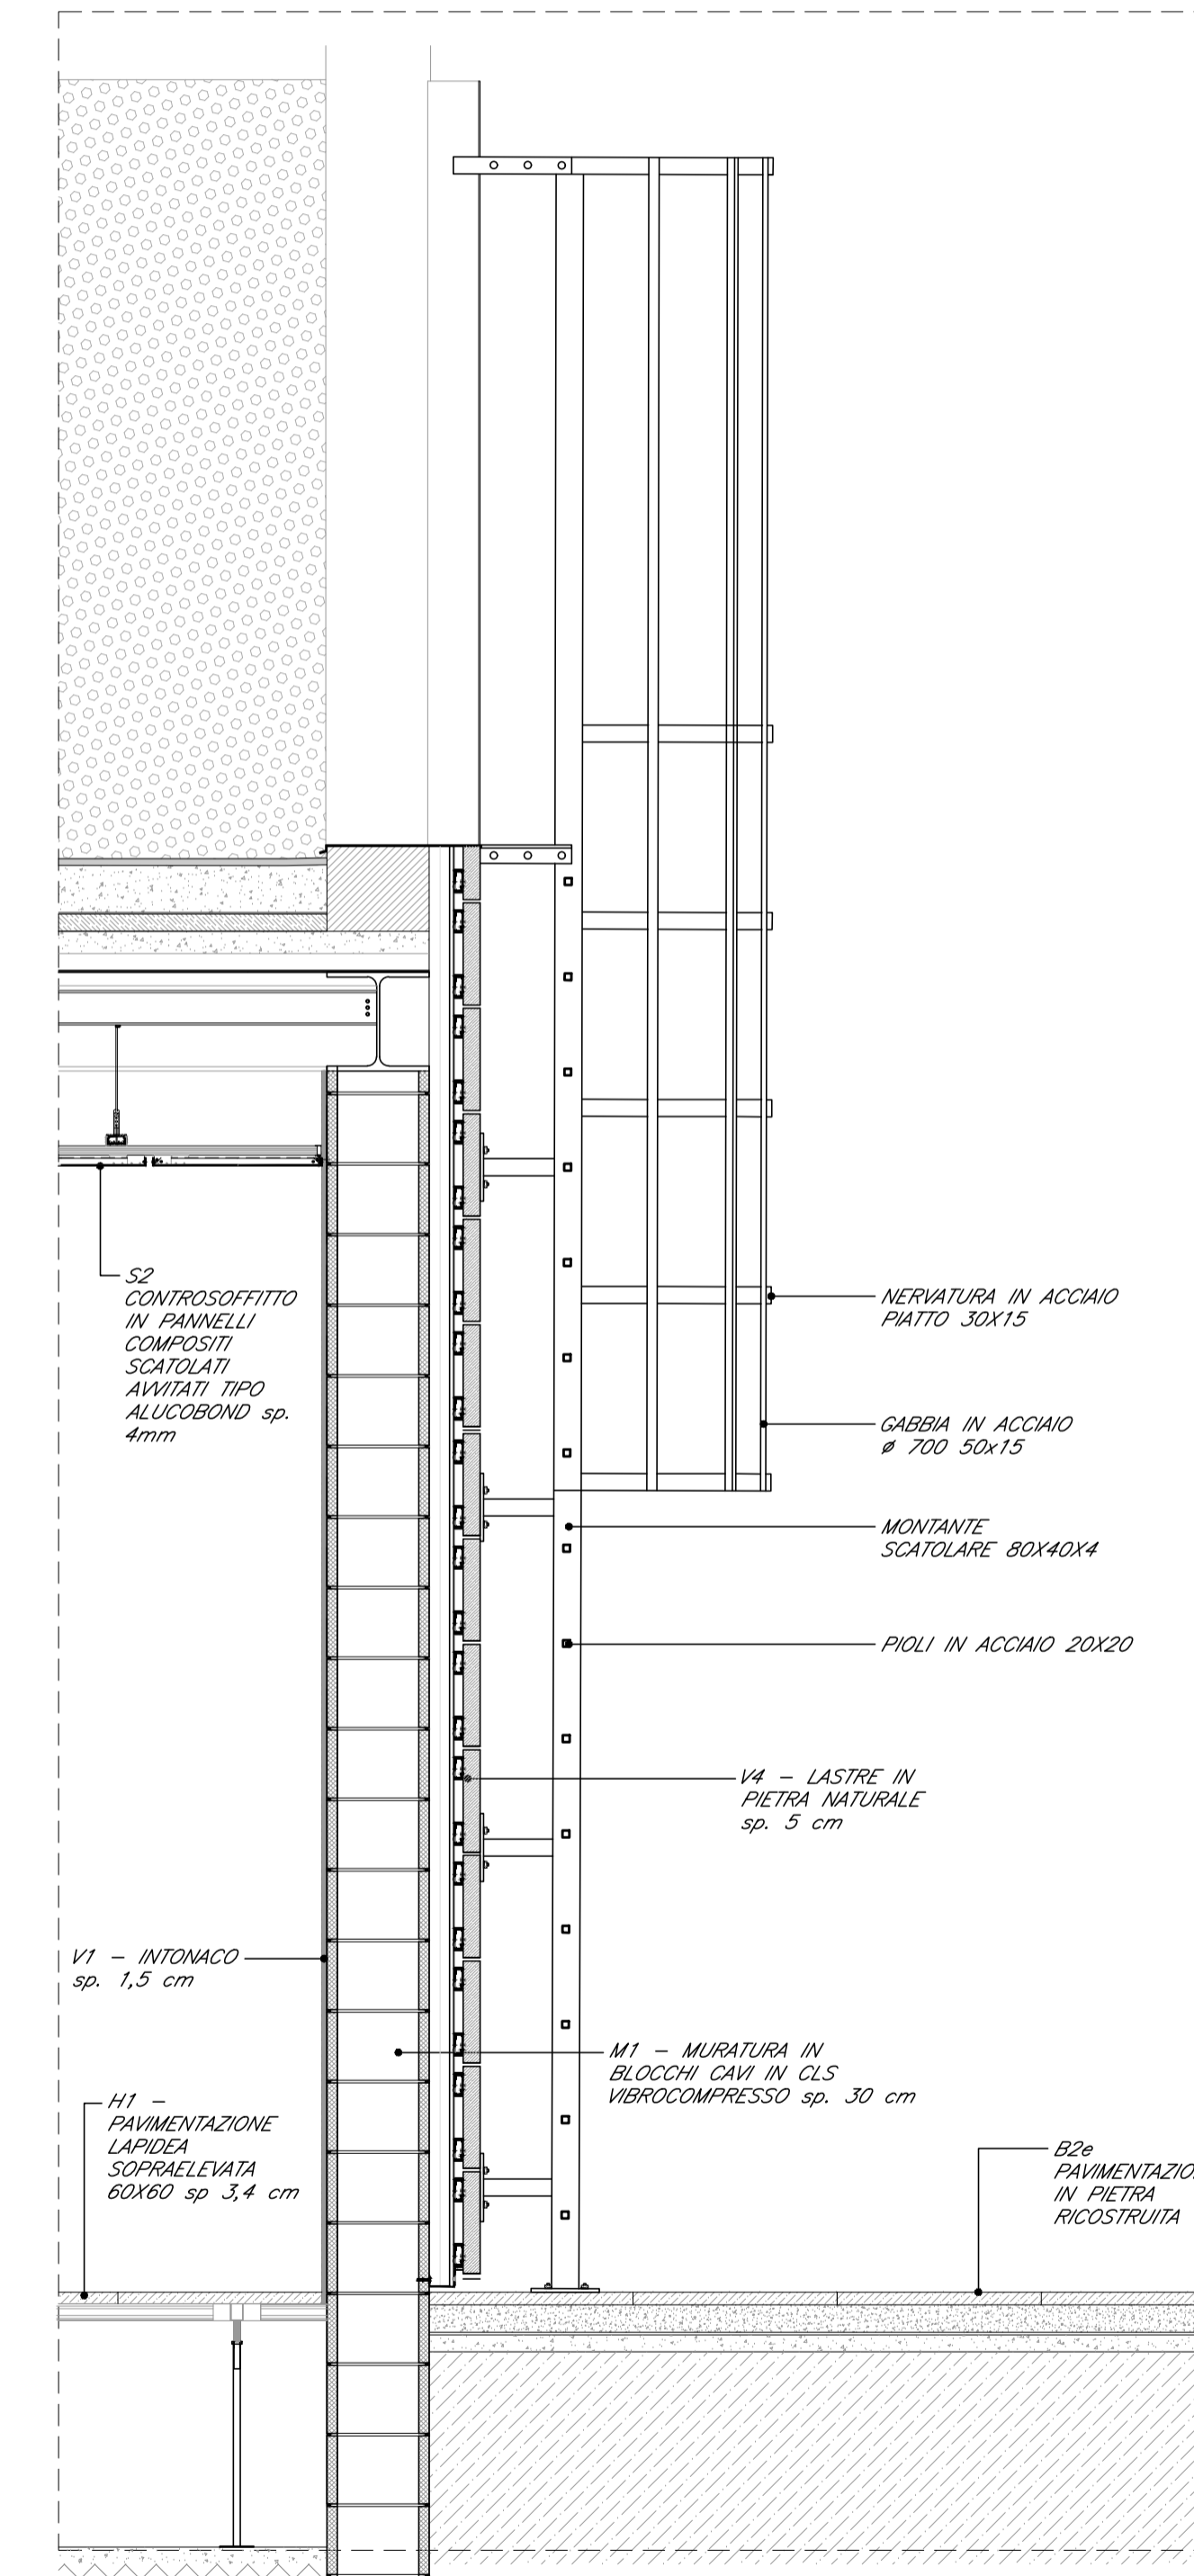 S2
CONTROSOFFITTO
IN PANNELLI
COMPOSITI
SCATOLATI
AVVITATI TIPO
ALUCOBOND sp.
4mm
NERVATURA IN ACCIAIO
PIATTO 30X15
GABBIA IN ACCIAIO
ø 700 50x15
MONTANTE
SCATOLARE 80X40X4
PIOLI IN ACCIAIO 20X20
V4 – LASTRE IN
PIETRA NATURALE
sp. 5 cm
V1 – INTONACO
sp. 1,5 cm
M1 – MURATURA IN
BLOCCHI CAVI IN CLS
VIBROCOMPRESSO sp. 30 cm
H1 –
PAVIMENTAZIONE
LAPIDEA
SOPRAELEVATA
60X60 sp 3,4 cm
B2e
PAVIMENTAZIO
IN PIETRA
RICOSTRUITA